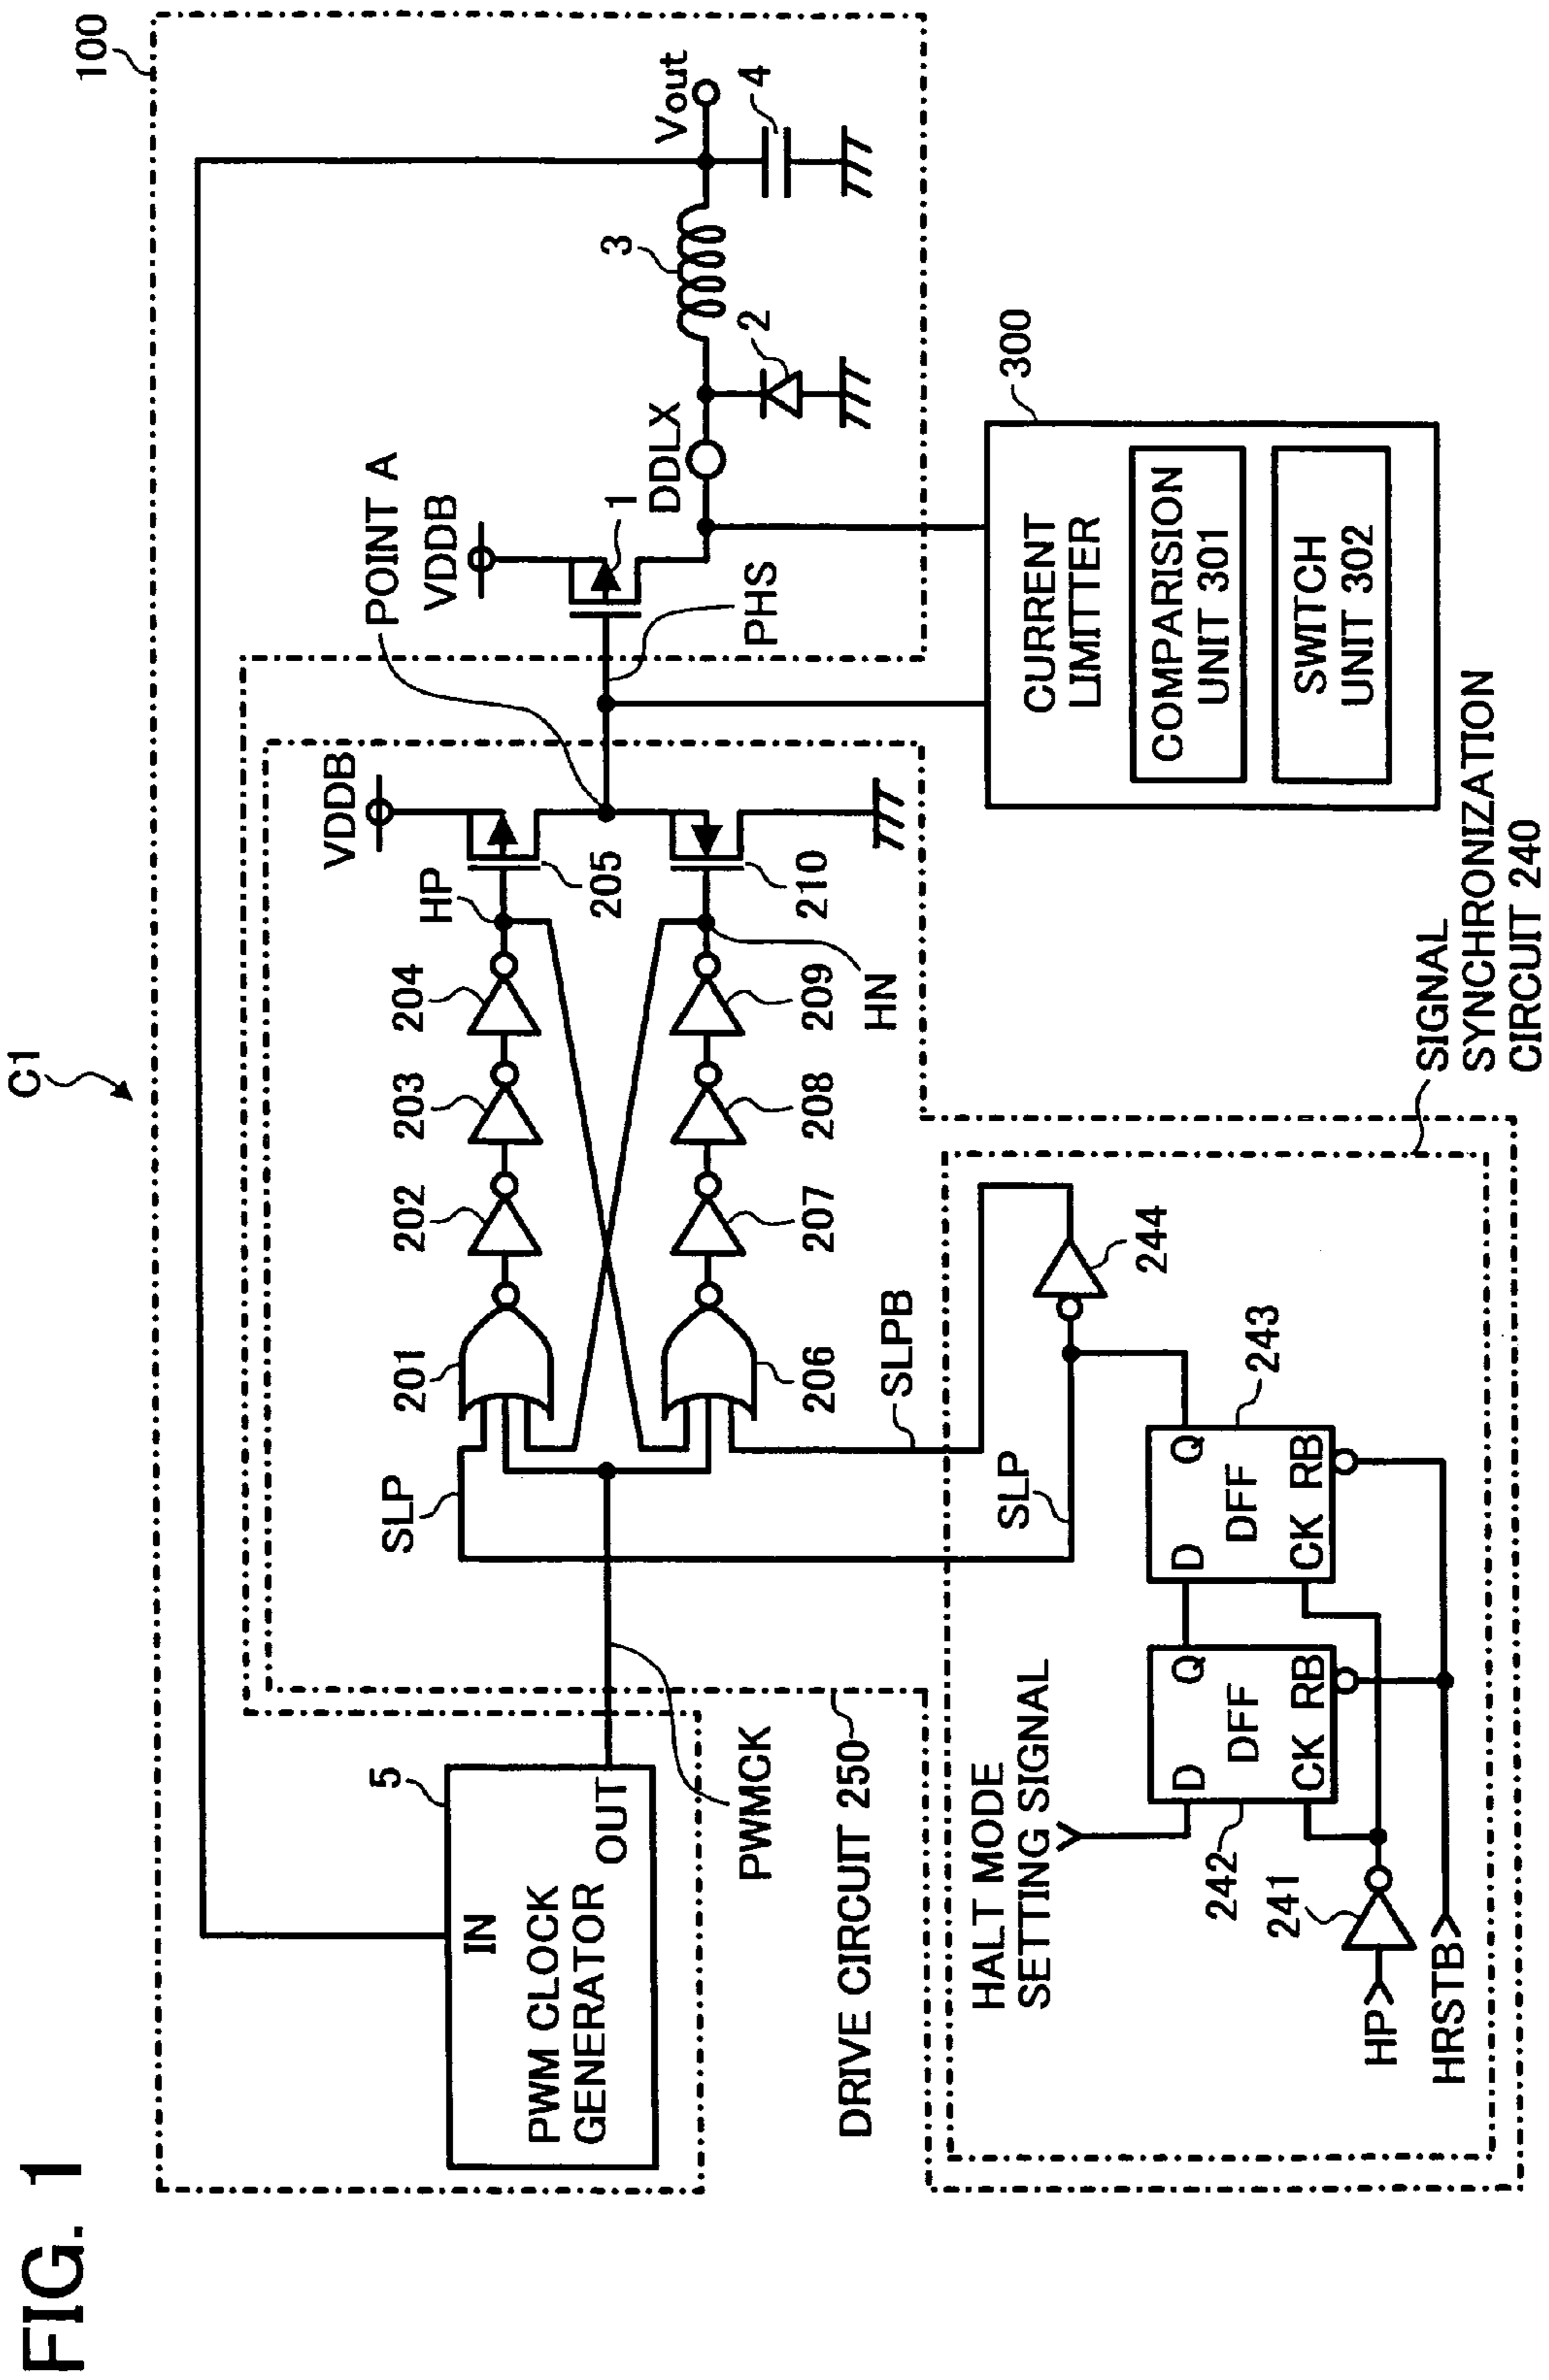 FIG. 1
C1
100
PWM CLOCK
GENERATOR
IN
OUT
5
PWMCK
SLP
201
202
203
204
HP
VDDB
205
POINT A
VDDB
1
PHS
DDLX
2
3
Vout
4
206
207
208
209
HN
210
SLPB
DRIVE CIRCUIT 250
HALT MODE
SETTING SIGNAL
SLP
244
D
Q
DFF
CK
RB
242
D
Q
DFF
CK
RB
243
241
HP
HRSTB
SIGNAL
SYNCHRONIZATION
CIRCUIT 240
300
CURRENT
LIMITTER
COMPARISION
UNIT 301
SWITCH
UNIT 302